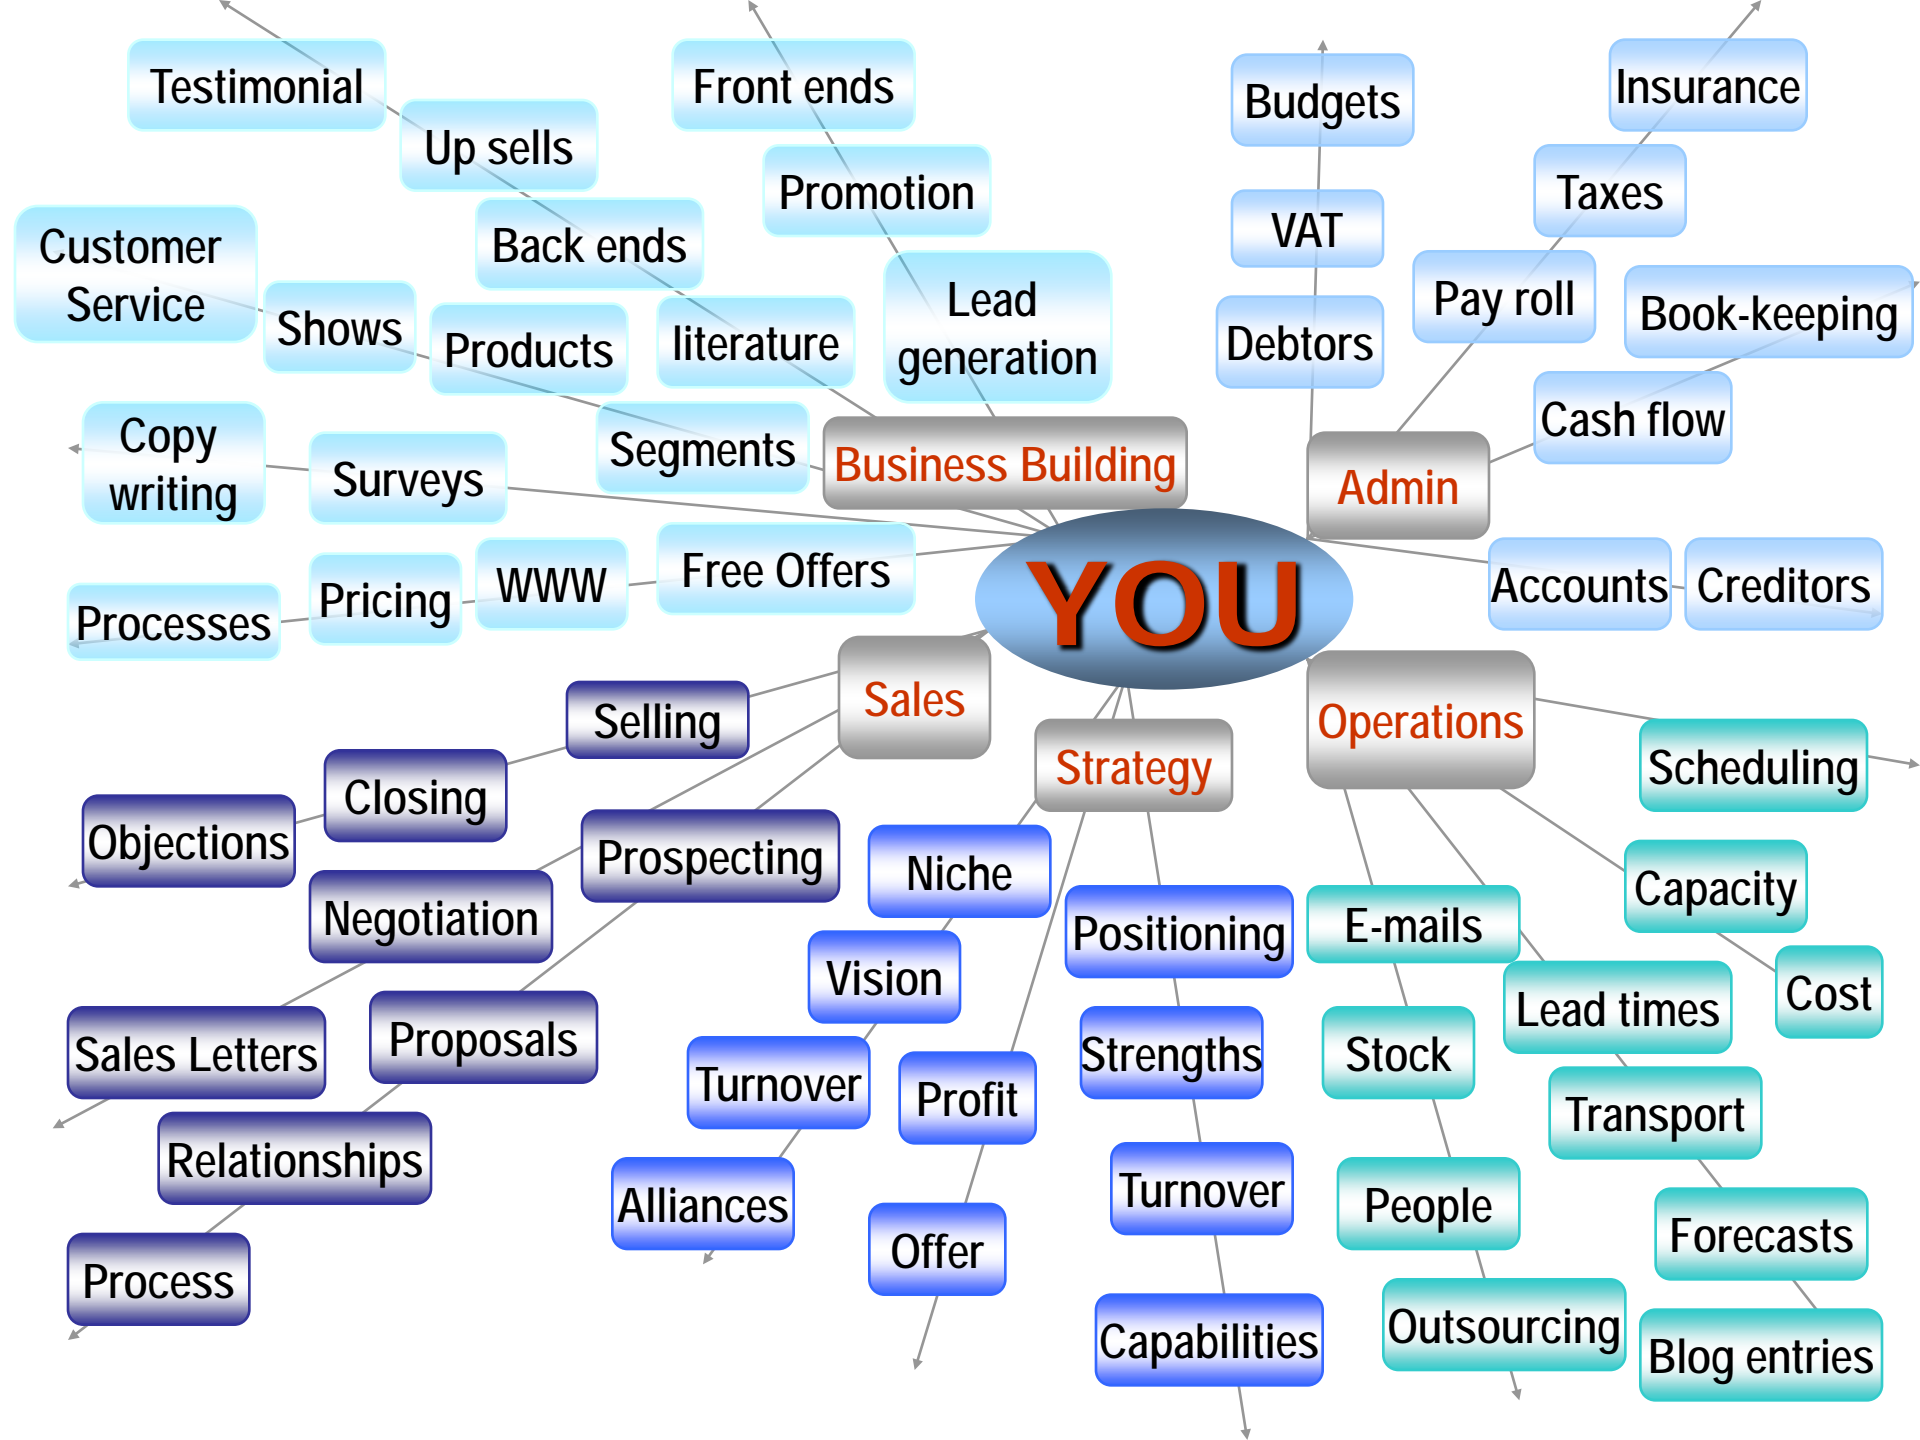 Testimonial
Front ends
Budgets
Insurance
Up sells
Promotion
Taxes
Customer
Service
Back ends
VAT
Lead
generation
Pay roll
Book-keeping
Shows
Products
literature
Debtors
Copy
writing
Surveys
Segments
Business Building
Admin
Cash flow
Processes
Pricing
WWW
Free Offers
YOU
Accounts
Creditors
Selling
Sales
Strategy
Operations
Scheduling
Objections
Closing
Prospecting
Niche
Capacity
Negotiation
Positioning
E-mails
Vision
Cost
Sales Letters
Proposals
Turnover
Profit
Strengths
Stock
Lead times
Transport
Relationships
Alliances
Offer
Turnover
People
Forecasts
Process
Capabilities
Outsourcing
Blog entries